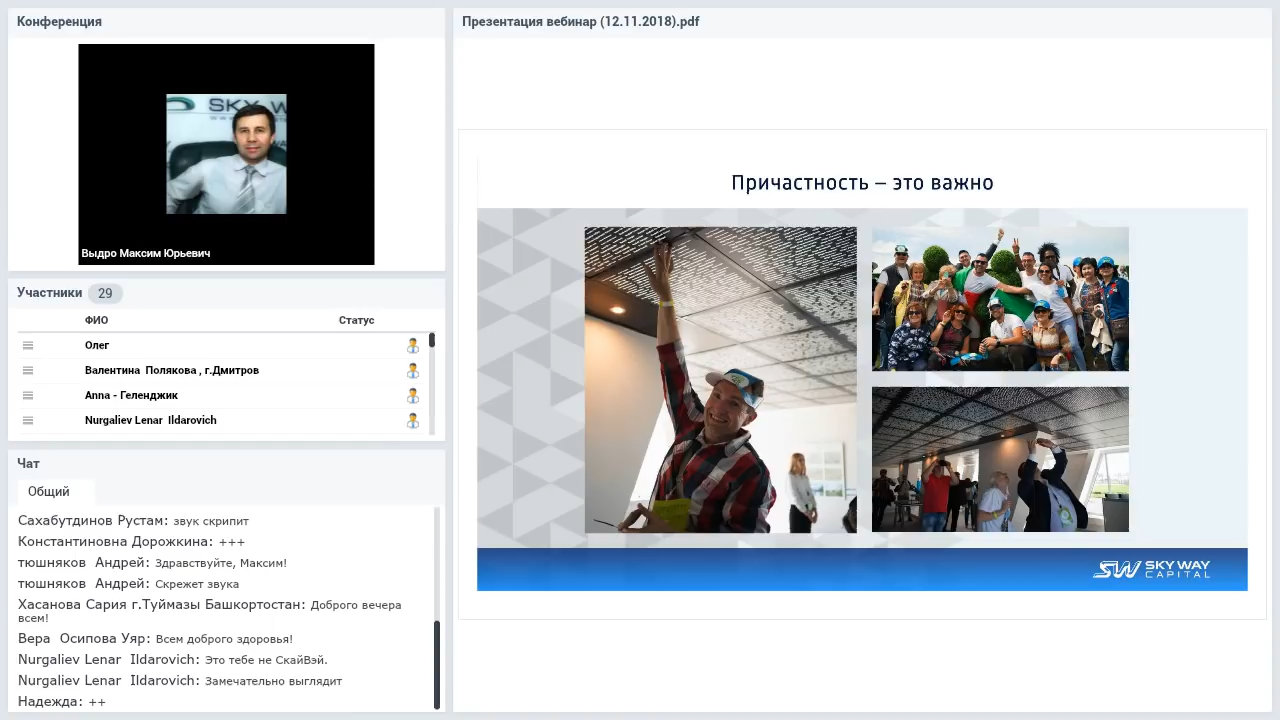 Конференция
SKY W
Выдро Максим Юрьевич
Участники 29
ФИО Статус
Олег
Валентина Полякова , г.Дмитров
Anna - Геленджик
Nurgaliev Lenar Ildarovich
Чат
Общий
Сахабутдинов Рустам: звук скрипит
Константиновна Дорожкина: +++
тюшняков Андрей: Здравствуйте, Максим!
тюшняков Андрей: Скрежет звука
Хасанова Сария г.Туймазы Башкортостан: Доброго вечера
всем!
Вера Осипова Уяр: Всем доброго здоровья!
Nurgaliev Lenar Ildarovich: Это тебе не СкайВэй.
Nurgaliev Lenar Ildarovich: Замечательно выглядит
Надежда: ++
Презентация вебинар (12.11.2018).pdf
Причастность – это важно
SW SKY WAY
CAPITAL